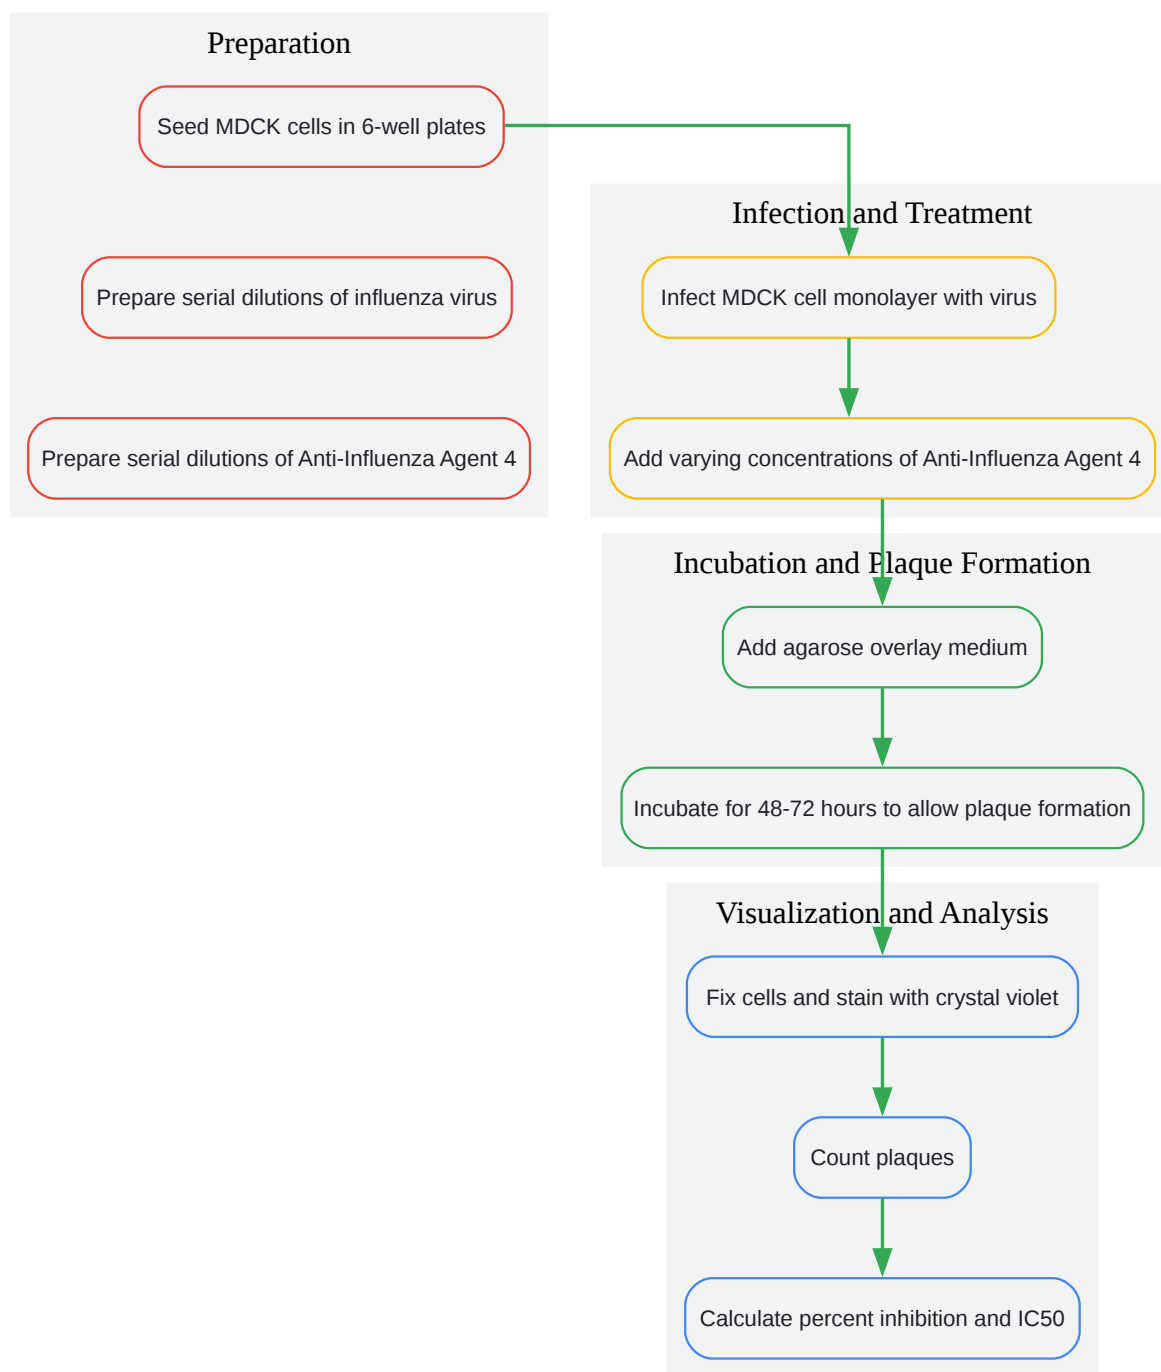 Preparation
Seed MDCK cells in 6-well plates
Prepare serial dilutions of influenza virus
Prepare serial dilutions of Anti-Influenza Agent 4
Infection and Treatment
Infect MDCK cell monolayer with virus
Add varying concentrations of Anti-Influenza Agent 4
Incubation and Plaque Formation
Add agarose overlay medium
Incubate for 48-72 hours to allow plaque formation
Visualization and Analysis
Fix cells and stain with crystal violet
Count plaques
Calculate percent inhibition and IC50